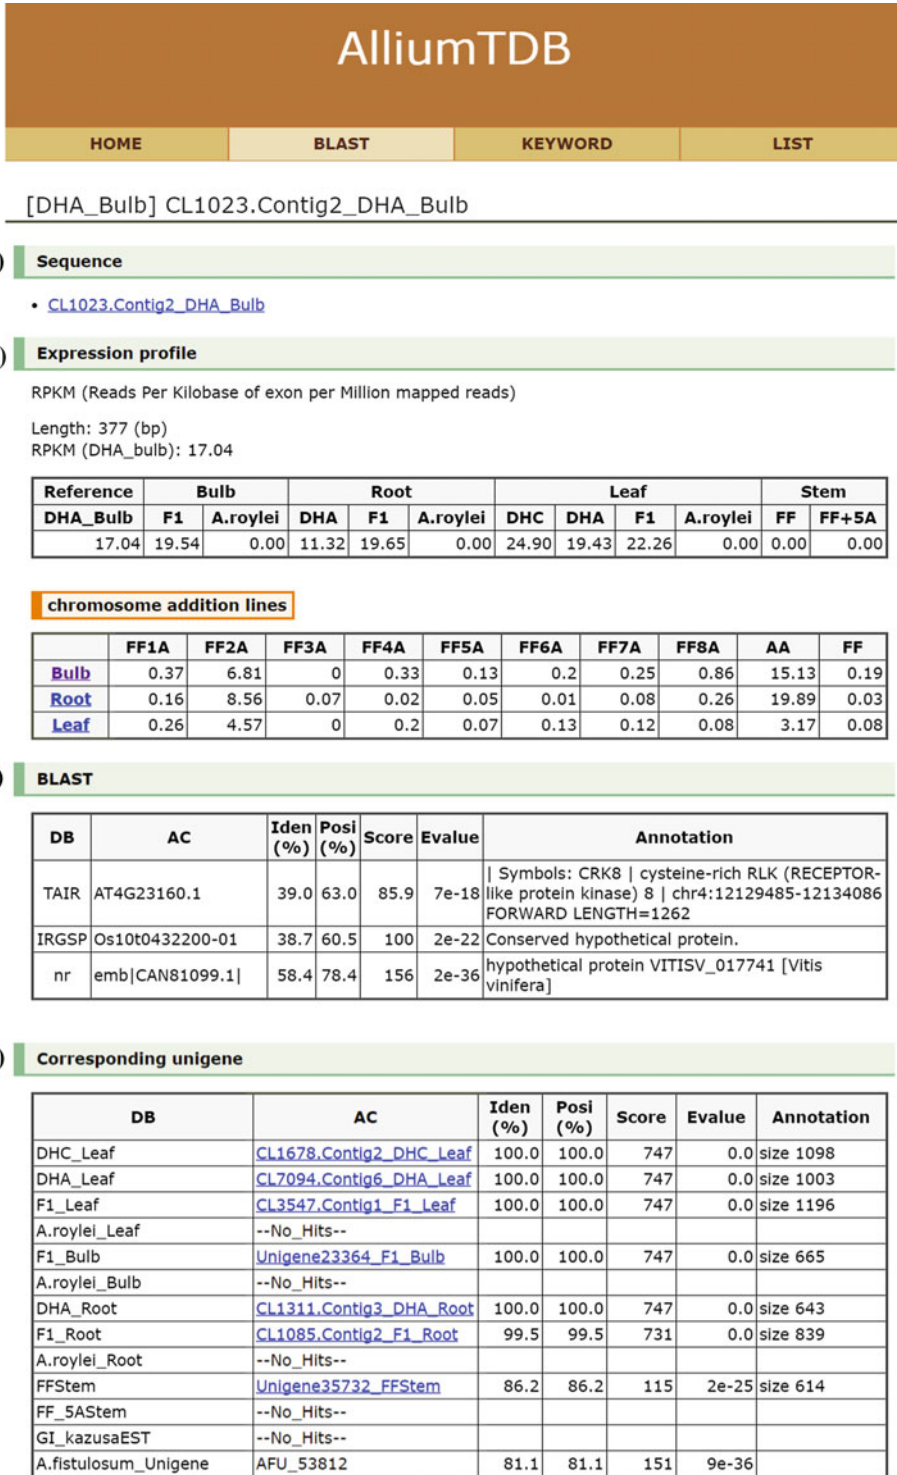 AlliumTDB
HOME BLAST KEYWORD LIST
[DHA_Bulb] CL1023.Contig2_DHA_Bulb
) Sequence
• CL1023.Contig2_DHA_Bulb
) Expression profile
RPKM (Reads Per Kilobase of exon per Million mapped reads)
Length: 377 (bp)
RPKM (DHA_bulb): 17.04
Reference Bulb Root Leaf Stem
DHA_Bulb F1 A.roylei DHA F1 A.roylei DHC DHA F1 A.roylei FF FF+5A
17.04 19.54 0.00 11.32 19.65 0.00 24.90 19.43 22.26 0.00 0.00 0.00
chromosome addition lines
FF1A FF2A FF3A FF4A FF5A FF6A FF7A FF8A AA FF
Bulb 0.37 6.81 0 0.33 0.13 0.2 0.25 0.86 15.13 0.19
Root 0.16 8.56 0.07 0.02 0.05 0.01 0.08 0.26 19.89 0.03
Leaf 0.26 4.57 0 0.2 0.07 0.13 0.12 0.08 3.17 0.08
) BLAST
DB AC Iden (%) Posi (%) Score Evalue Annotation
TAIR AT4G23160.1 39.0 63.0 85.9 7e-18 | Symbols: CRK8 | cysteine-rich RLK (RECEPTOR-
like protein kinase) 8 | chr4:12129485-12134086
FORWARD LENGTH=1262
IRGSP Os10t0432200-01 38.7 60.5 100 2e-22 Conserved hypothetical protein.
nr emb|CAN81099.1| 58.4 78.4 156 2e-36 hypothetical protein VITISV_017741 [Vitis
vinifera]
) Corresponding unigene
DB AC Iden (%) Posi (%) Score Evalue Annotation
DHC_Leaf CL1678.Contig2_DHC_Leaf 100.0 100.0 747 0.0 size 1098
DHA_Leaf CL7094.Contig6_DHA_Leaf 100.0 100.0 747 0.0 size 1003
F1_Leaf CL3547.Contig1_F1_Leaf 100.0 100.0 747 0.0 size 1196
A.roylei_Leaf --No_Hits--
F1_Bulb Unigene23364_F1_Bulb 100.0 100.0 747 0.0 size 665
A.roylei_Bulb --No_Hits--
DHA_Root CL1311.Contig3_DHA_Root 100.0 100.0 747 0.0 size 643
F1_Root CL1085.Contig2_F1_Root 99.5 99.5 731 0.0 size 839
A.roylei_Root --No_Hits--
FFStem Unigene35732_FFStem 86.2 86.2 115 2e-25 size 614
FF_5AStem --No_Hits--
GI_kazusaEST --No_Hits--
A.fistulosum_Unigene AFU_53812 81.1 81.1 151 9e-36